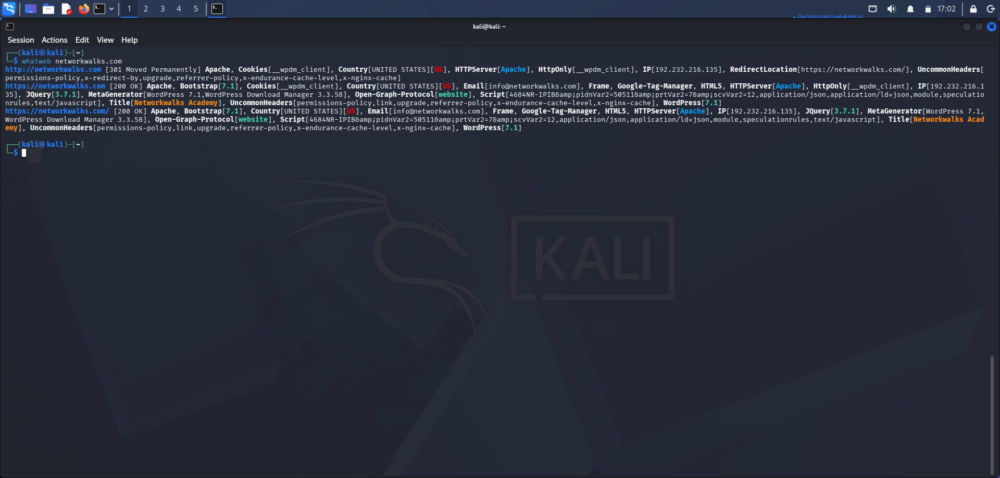 1 2 3 4 5 17:02
kali@kali: ~
Session Actions Edit View Help
┌──(kali㉿kali)-[~]
└─$ whatweb networkwalks.com
http://networkwalks.com [301 Moved Permanently] Apache, Cookies[__wpdm_client], Country[UNITED STATES][US], HTTPServer[Apache], HttpOnly[__wpdm_client], IP[192.232.216.135], RedirectLocation[https://networkwalks.com/], UncommonHeaders[
permissions-policy,x-redirect-by,upgrade,referrer-policy,x-endurance-cache-level,x-nginx-cache]
https://networkwalks.com [200 OK] Apache, Bootstrap[7.1], Cookies[__wpdm_client], Country[UNITED STATES][US], Email[info@networkwalks.com], Frame, Google-Tag-Manager, HTML5, HTTPServer[Apache], HttpOnly[__wpdm_client], IP[192.232.216.1
35], JQuery[3.7.1], MetaGenerator[WordPress 7.1,WordPress Download Manager 3.3.58], Open-Graph-Protocol[website], Script[4684NR-IPIB&amp;pidnVar2=50511&amp;prtVar2=7&amp;scvVar2=12,application/json,application/ld+json,module,speculatio
nrules,text/javascript], Title[Networkwalks Academy], UncommonHeaders[permissions-policy,link,upgrade,referrer-policy,x-endurance-cache-level,x-nginx-cache], WordPress[7.1]
https://networkwalks.com/ [200 OK] Apache, Bootstrap[7.1], Country[UNITED STATES][US], Email[info@networkwalks.com], Frame, Google-Tag-Manager, HTML5, HTTPServer[Apache], IP[192.232.216.135], JQuery[3.7.1], MetaGenerator[WordPress 7.1,
WordPress Download Manager 3.3.58], Open-Graph-Protocol[website], Script[4684NR-IPIB&amp;pidnVar2=50511&amp;prtVar2=7&amp;scvVar2=12,application/json,application/ld+json,module,speculationrules,text/javascript], Title[Networkwalks Acad
emy], UncommonHeaders[permissions-policy,link,upgrade,referrer-policy,x-endurance-cache-level,x-nginx-cache], WordPress[7.1]
┌──(kali㉿kali)-[~]
└─$
Trash
KALI